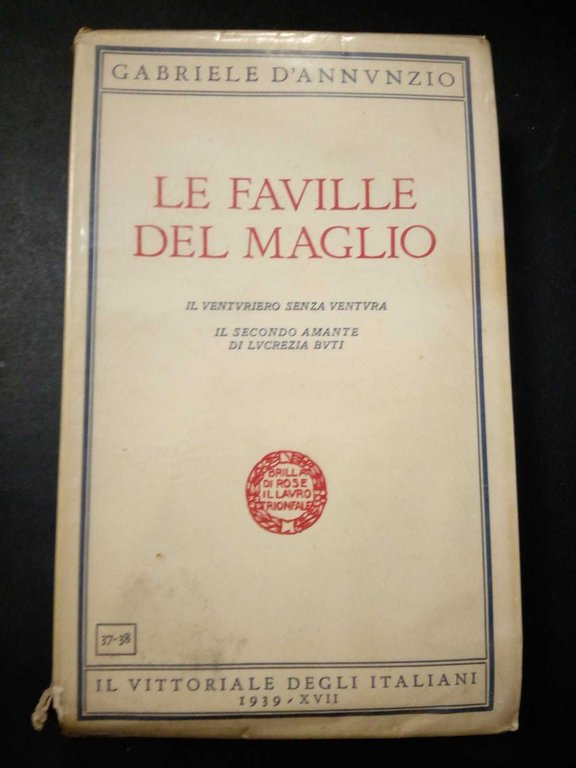 GABRIELE D'ANNVNZIO
LE FAVILLE
DEL MAGLIO
IL VENTVRIERO SENZA VENTVRA
IL SECONDO AMANTE
DI LVCREZIA BVTI
BRILLA
DI ROSE
IL LAVRO
TRIONFALE
37-38
IL VITTORIALE DEGLI ITALIANI
1939 - XVII